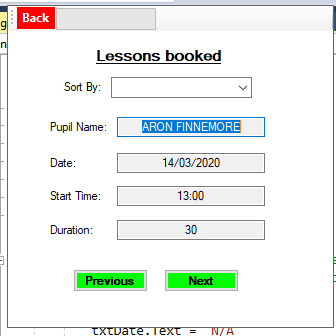 Back
Lessons booked
Sort By:
Pupil Name: ARON FINNEMORE
Date: 14/03/2020
Start Time: 13:00
Duration: 30
Previous Next
txtDate.Text = "N/A